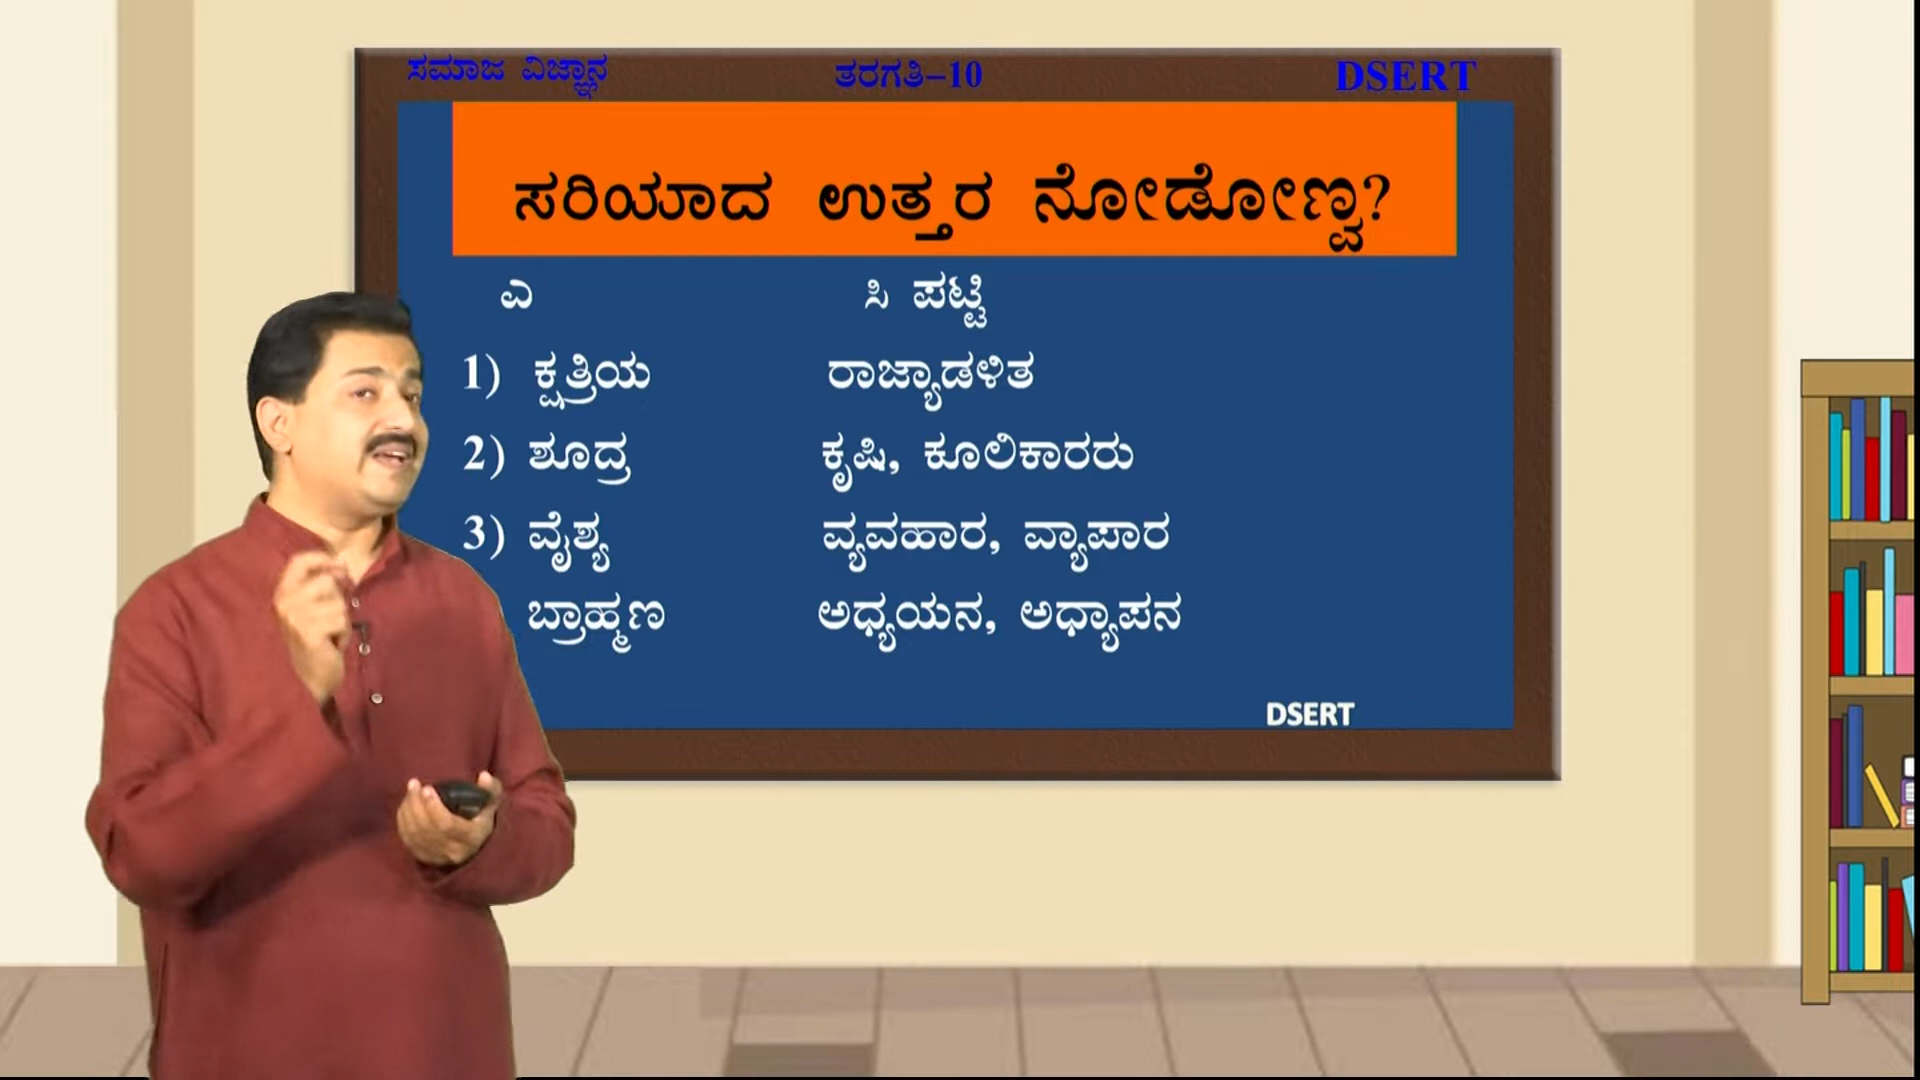 ಸಮಾಜ ವಿಜ್ಞಾನ ತರಗತಿ–10 DSERT
ಸರಿಯಾದ ಉತ್ತರ ನೋಡೋಣ್ವ?
ಎ ಸಿ ಪಟ್ಟಿ
1) ಕ್ಷತ್ರಿಯ ರಾಜ್ಯಾಡಳಿತ
2) ಶೂದ್ರ ಕೃಷಿ, ಕೂಲಿಕಾರರು
3) ವೈಶ್ಯ ವ್ಯವಹಾರ, ವ್ಯಾಪಾರ
ಬ್ರಾಹ್ಮಣ ಅಧ್ಯಯನ, ಅಧ್ಯಾಪನ
DSERT